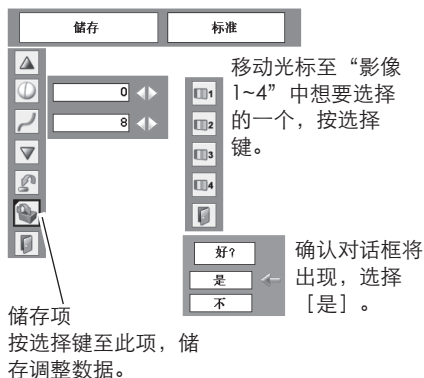 储存 标准
0
8
1
2
3
4
移动光标至“影像
1~4”中想要选择
的一个，按选择
键。
好?
是
不
确认对话框将
出现，选择
［是］。
储存项
按选择键至此项，储
存调整数据。